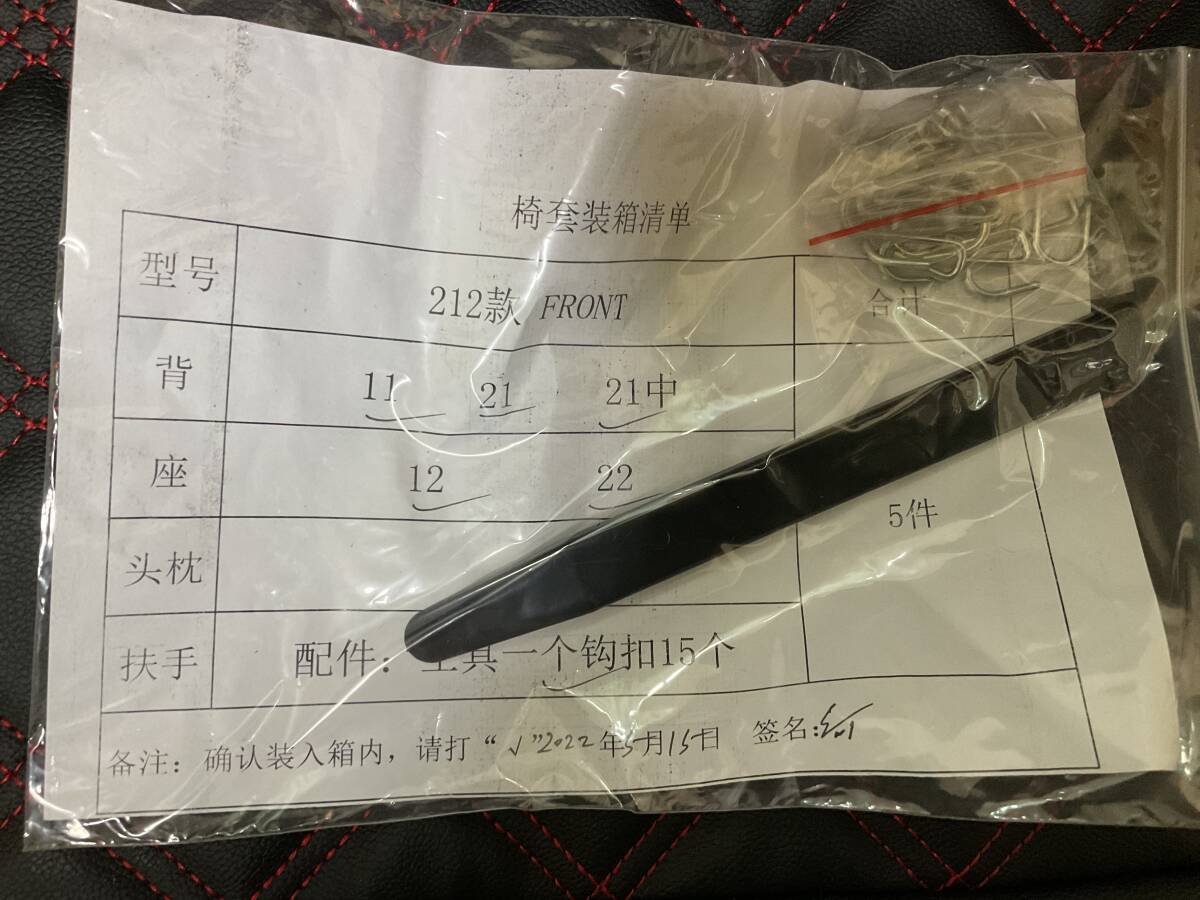 椅套装箱清单
型号 212款 FRONT 合计
背 11 21 21中
座 12 22
5件
头枕
扶手 配件: 工具一个钩扣15个
备注: 确认装入箱内, 请打“√”2022年5月15日 签名: